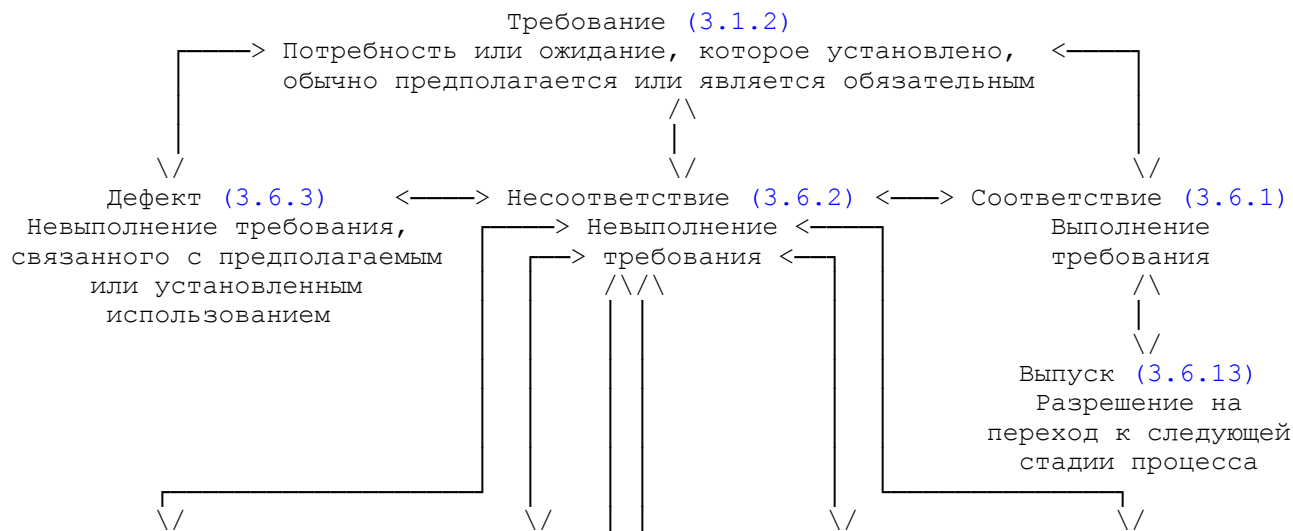 Требование (3.1.2)
Потребность или ожидание, которое установлено,
обычно предполагается или является обязательным
Дефект (3.6.3)
Невыполнение требования,
связанного с предполагаемым
или установленным
использованием
Несоответствие (3.6.2)
Невыполнение
требования
Соответствие (3.6.1)
Выполнение
требования
Выпуск (3.6.13)
Разрешение на
переход к следующей
стадии процесса